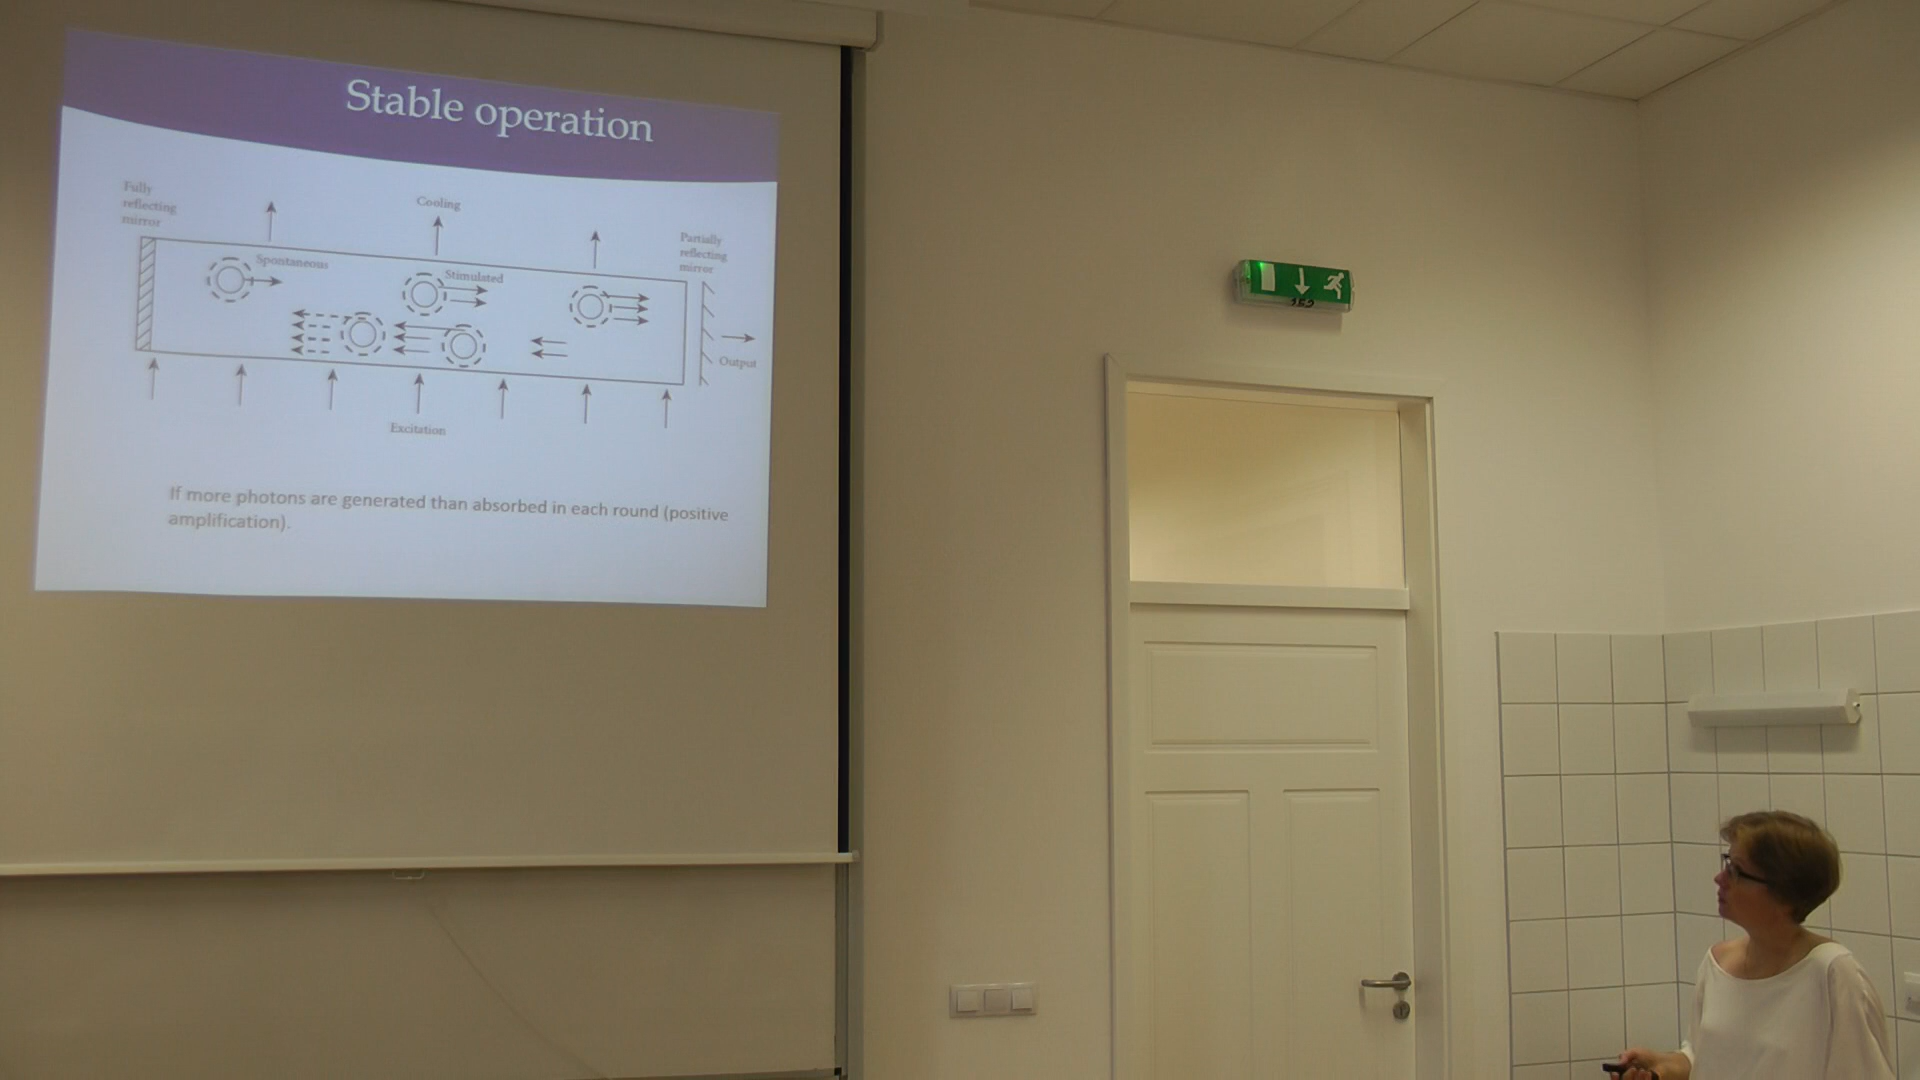 Stable operation
Fully
reflecting
mirror
Cooling
Partially
reflecting
mirror
Spontaneous
Stimulated
Output
Excitation
If more photons are generated than absorbed in each round (positive
amplification).